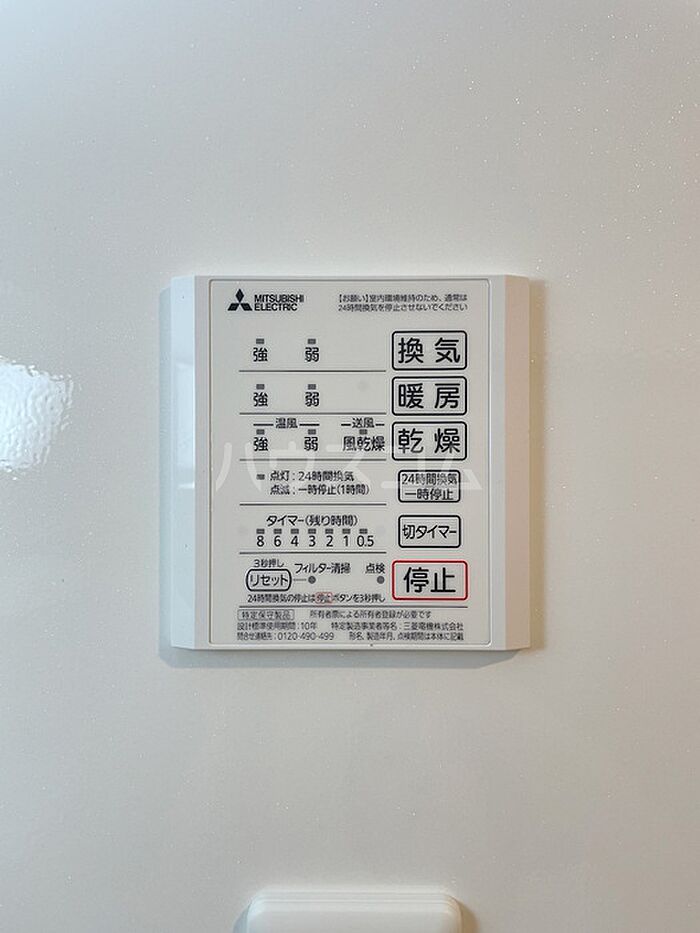 MITSUBISHI
ELECTRIC
【お願い】室内環境維持のため、通常は
24時間換気を停止させないでください
強 弱 換気
強 弱 暖房
温風 送風
強 弱 風乾燥 乾燥
ハウスコム
点灯：24時間換気
点滅：一時停止(1時間)
24時間換気
一時停止
タイマー(残り時間)
8 6 4 3 2 1 0.5
切タイマー
3秒押し
リセット フィルター清掃 点検
停止
24時間換気の停止は停止ボタンを3秒押し
特定保守製品 所有者票による所有者登録が必要です
設計標準使用期間：10年 特定製造事業者等名：三菱電機株式会社
問合せ連絡先：0120-490-499 形名、製造年月、点検期間は本体に記載